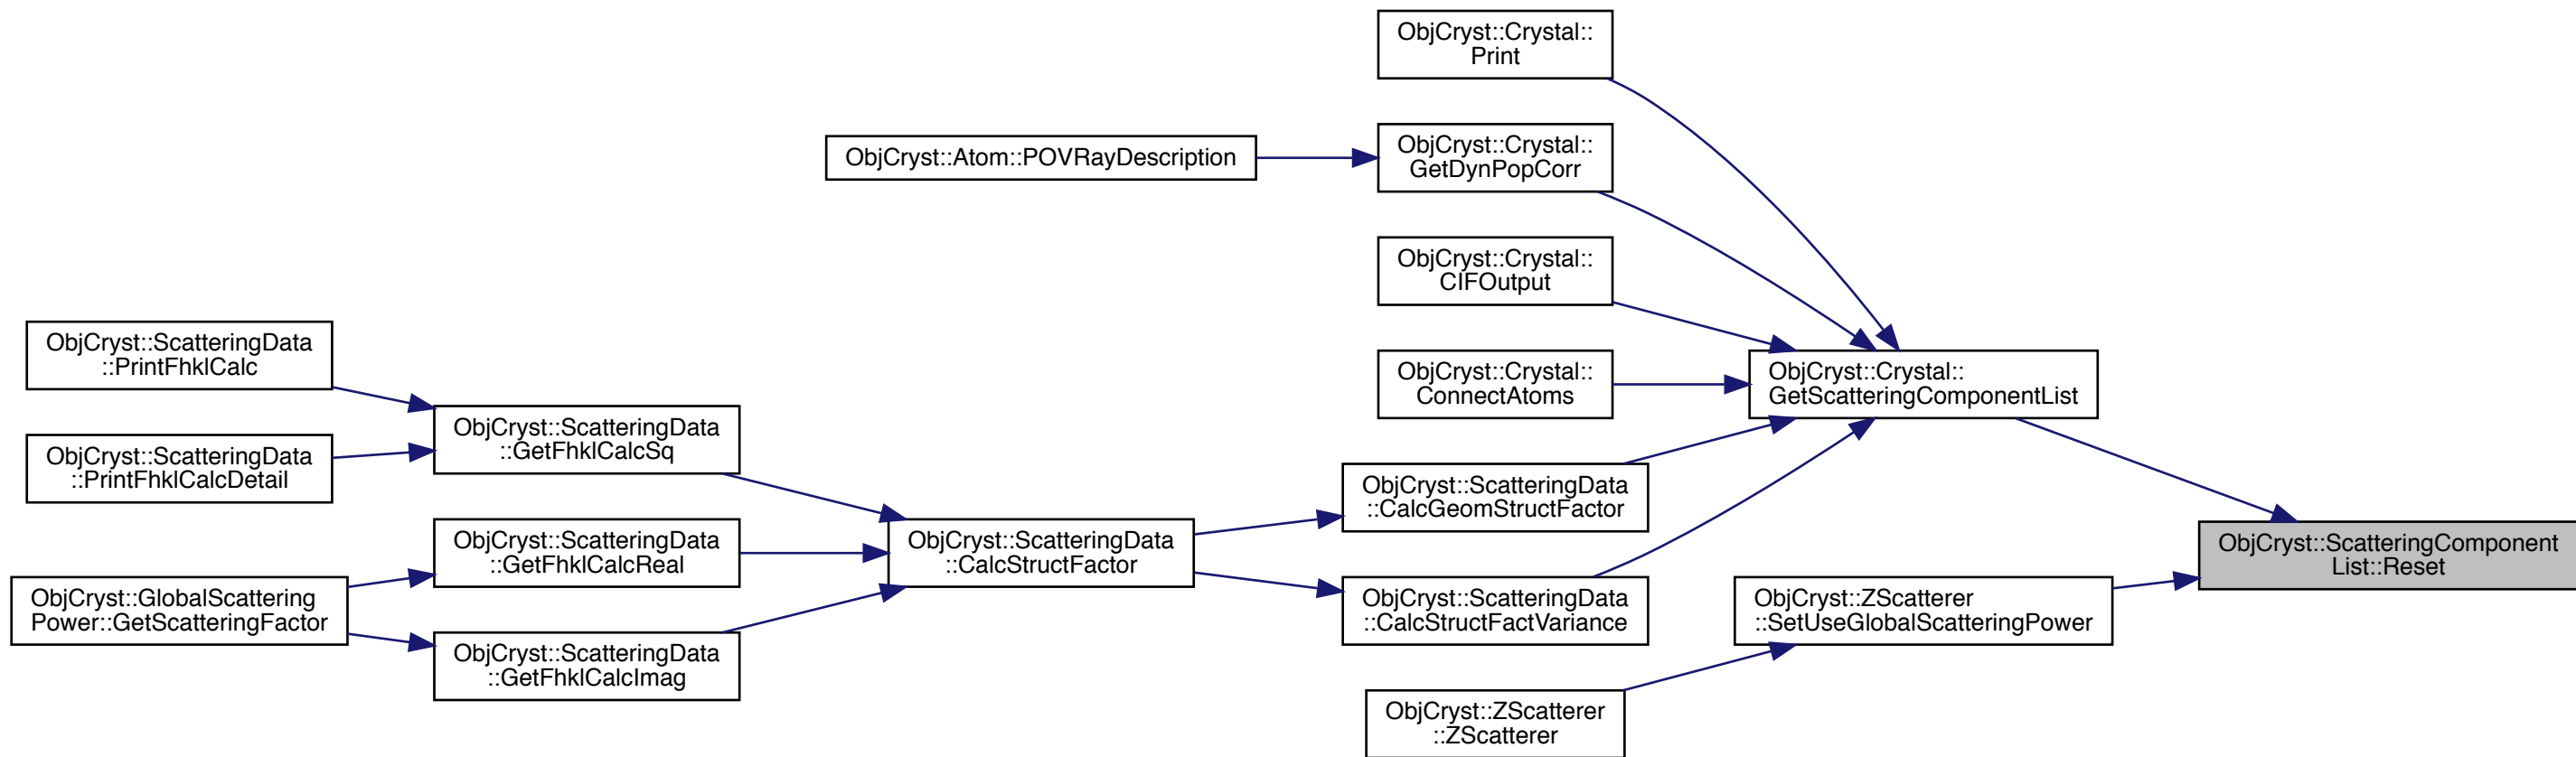 ObjCryst::Crystal::
Print
ObjCryst::Atom::POVRayDescription
ObjCryst::Crystal::
GetDynPopCorr
ObjCryst::Crystal::
CIFOutput
ObjCryst::ScatteringData
::PrintFhklCalc
ObjCryst::Crystal::
ConnectAtoms
ObjCryst::Crystal::
GetScatteringComponentList
ObjCryst::ScatteringData
::PrintFhklCalcDetail
ObjCryst::ScatteringData
::GetFhklCalcSq
ObjCryst::ScatteringData
::CalcGeomStructFactor
ObjCryst::ScatteringData
::GetFhklCalcReal
ObjCryst::ScatteringData
::CalcStructFactor
ObjCryst::ScatteringComponent
List::Reset
ObjCryst::GlobalScattering
Power::GetScatteringFactor
ObjCryst::ScatteringData
::CalcStructFactVariance
ObjCryst::ZScatterer
::SetUseGlobalScatteringPower
ObjCryst::ScatteringData
::GetFhklCalcImag
ObjCryst::ZScatterer
::ZScatterer